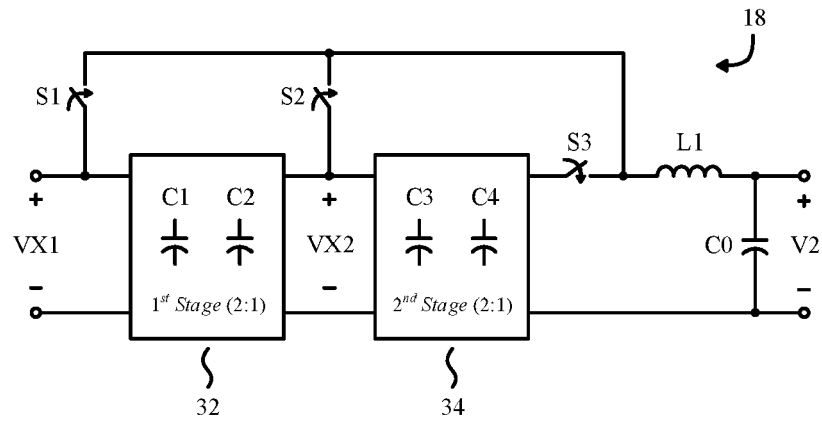 18
S1
S2
S3
L1
+
VX1
−
C1
C2
1st Stage (2:1)
+
VX2
−
C3
C4
2nd Stage (2:1)
C0
+
V2
−
32
34